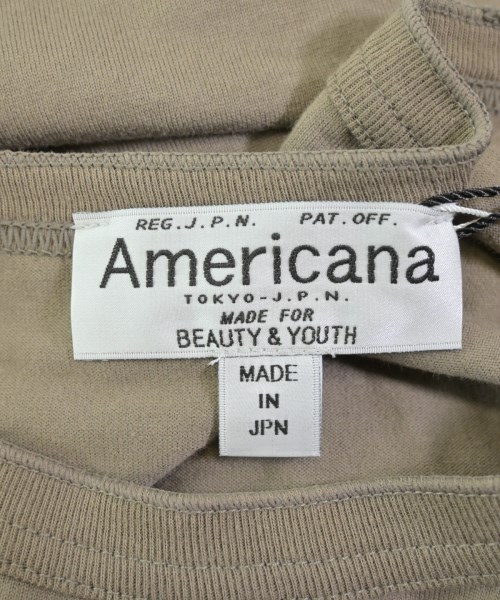 REG.J.P.N. PAT.OFF.
Americana
TOKYO-J.P.N.
MADE FOR
BEAUTY & YOUTH
MADE
IN
JPN